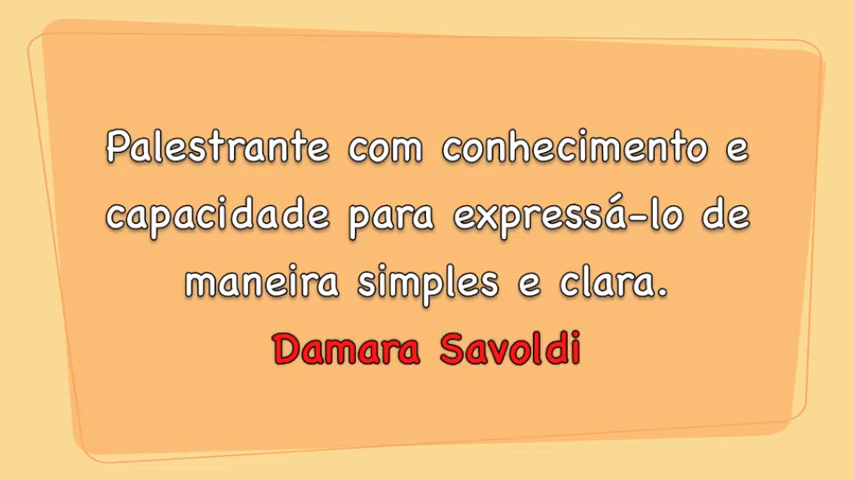 Palestrante com conhecimento e
capacidade para expressá-lo de
maneira simples e clara.
Damara Savoldi